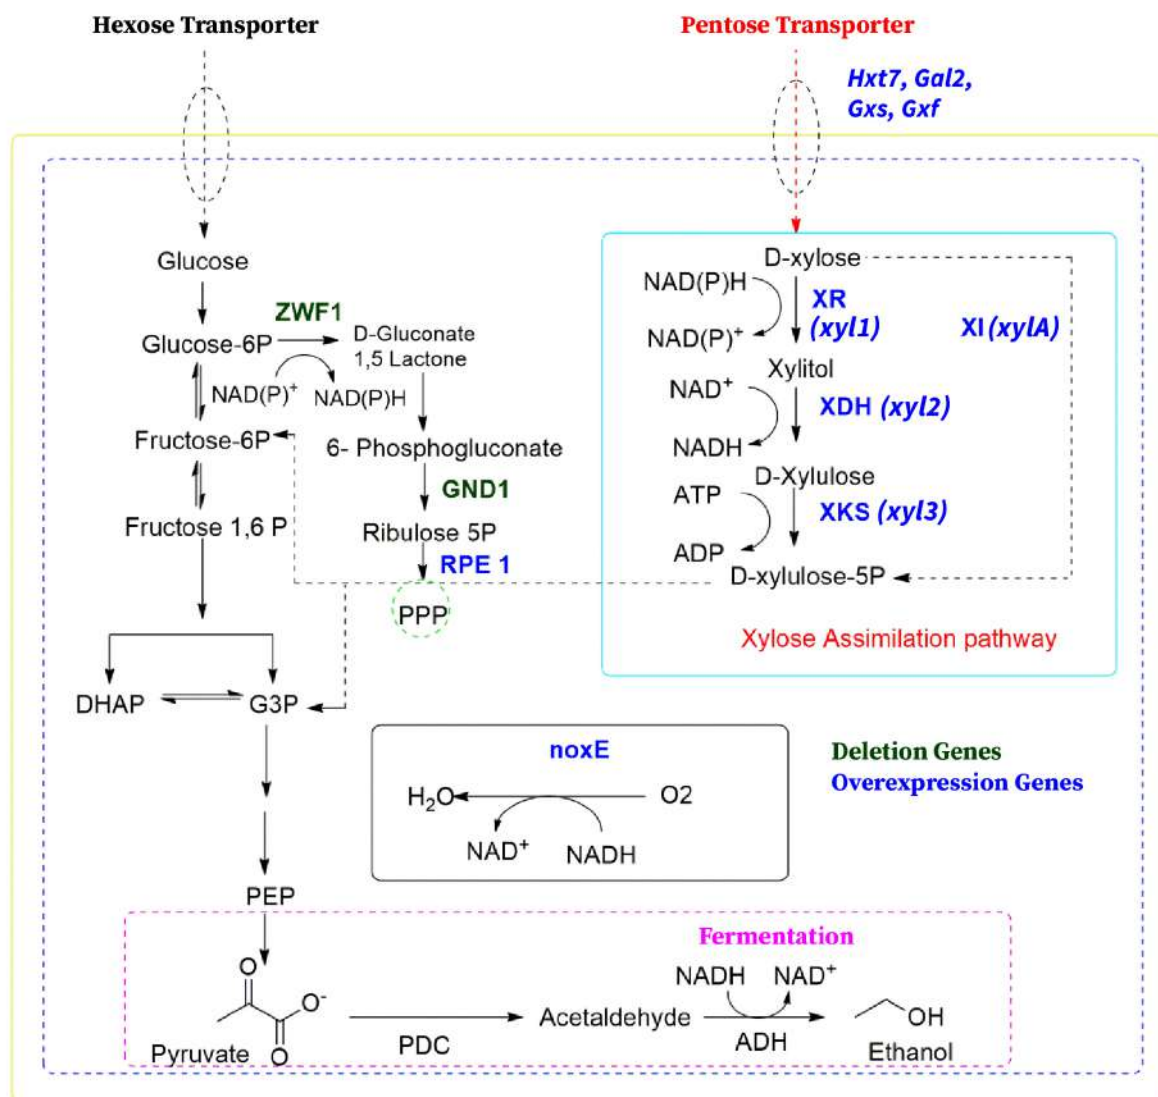 Hexose Transporter
Pentose Transporter
Hxt7, Gal2,
Gxs, Gxf
Glucose
ZWF1
Glucose-6P
D-Gluconate
1,5 Lactone
NAD(P)⁺
NAD(P)H
Fructose-6P
6- Phosphogluconate
GND1
Fructose 1,6 P
Ribulose 5P
RPE 1
PPP
DHAP
G3P
D-xylose
NAD(P)H
XR
(xyl1)
XI (xylA)
NAD(P)⁺
Xylitol
NAD⁺
XDH (xyl2)
NADH
D-Xylulose
ATP
XKS (xyl3)
ADP
D-xylulose-5P
Xylose Assimilation pathway
noxE
H₂O
O2
NAD⁺
NADH
Deletion Genes
Overexpression Genes
PEP
Fermentation
NADH
NAD⁺
O
O⁻
O
Pyruvate
PDC
Acetaldehyde
ADH
OH
Ethanol